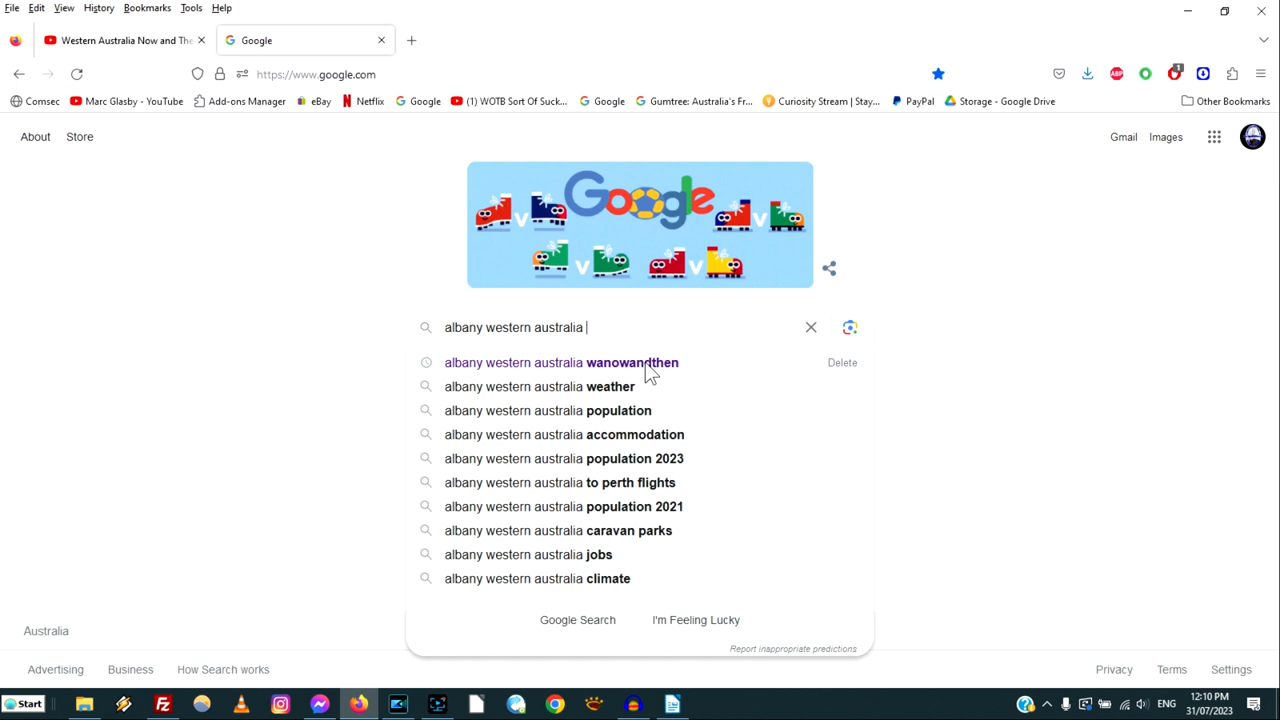 File Edit View History Bookmarks Tools Help
Western Australia Now and The
Google
https://www.google.com
ABP
1
Comsec Marc Glasby - YouTube Add-ons Manager eBay Netflix Google (1) WOTB Sort Of Suck... Google Gumtree: Australia's Fr... Curiosity Stream | Stay... PayPal Storage - Google Drive Other Bookmarks
About Store Gmail Images
Google
V V
V V
albany western australia
albany western australia wanowandthen Delete
albany western australia weather
albany western australia population
albany western australia accommodation
albany western australia population 2023
albany western australia to perth flights
albany western australia population 2021
albany western australia caravan parks
albany western australia jobs
albany western australia climate
Google Search I'm Feeling Lucky
Report inappropriate predictions
Australia
Advertising Business How Search works Privacy Terms Settings
Start ENG 12:10 PM
31/07/2023